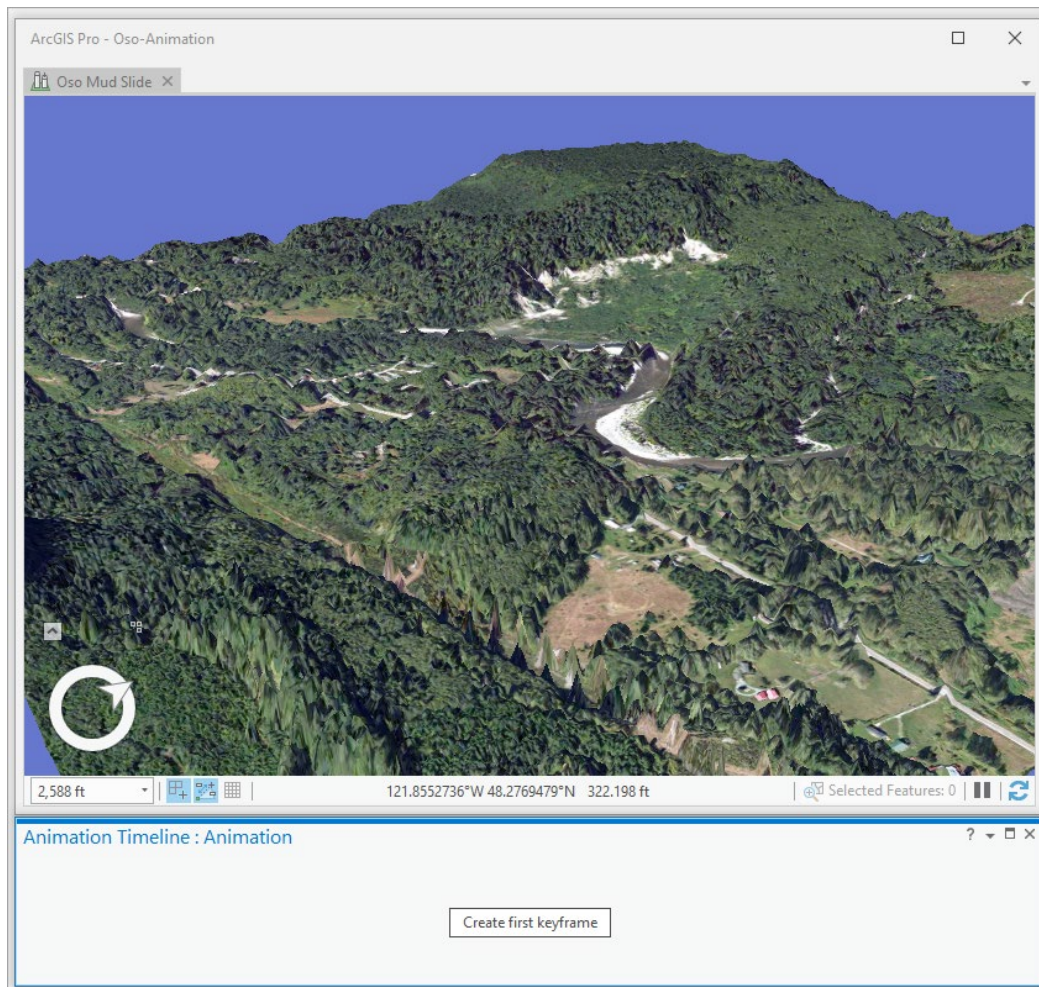 ArcGIS Pro - Oso-Animation
Oso Mud Slide
2,588 ft
121.8552736°W 48.2769479°N 322.198 ft
Selected Features: 0
Animation Timeline : Animation
?
Create first keyframe